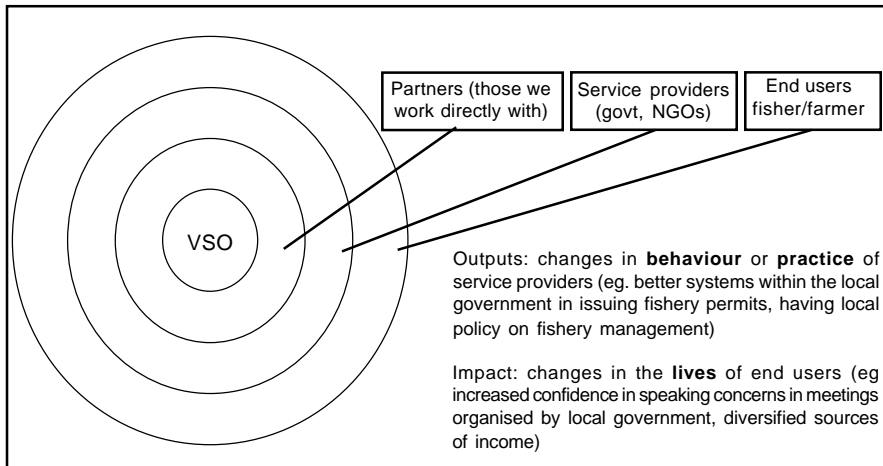 Partners (those we
work directly with)
Service providers
(govt, NGOs)
End users
fisher/farmer
VSO
Outputs: changes in behaviour or practice of
service providers (eg. better systems within the local
government in issuing fishery permits, having local
policy on fishery management)
Impact: changes in the lives of end users (eg
increased confidence in speaking concerns in meetings
organised by local government, diversified sources
of income)